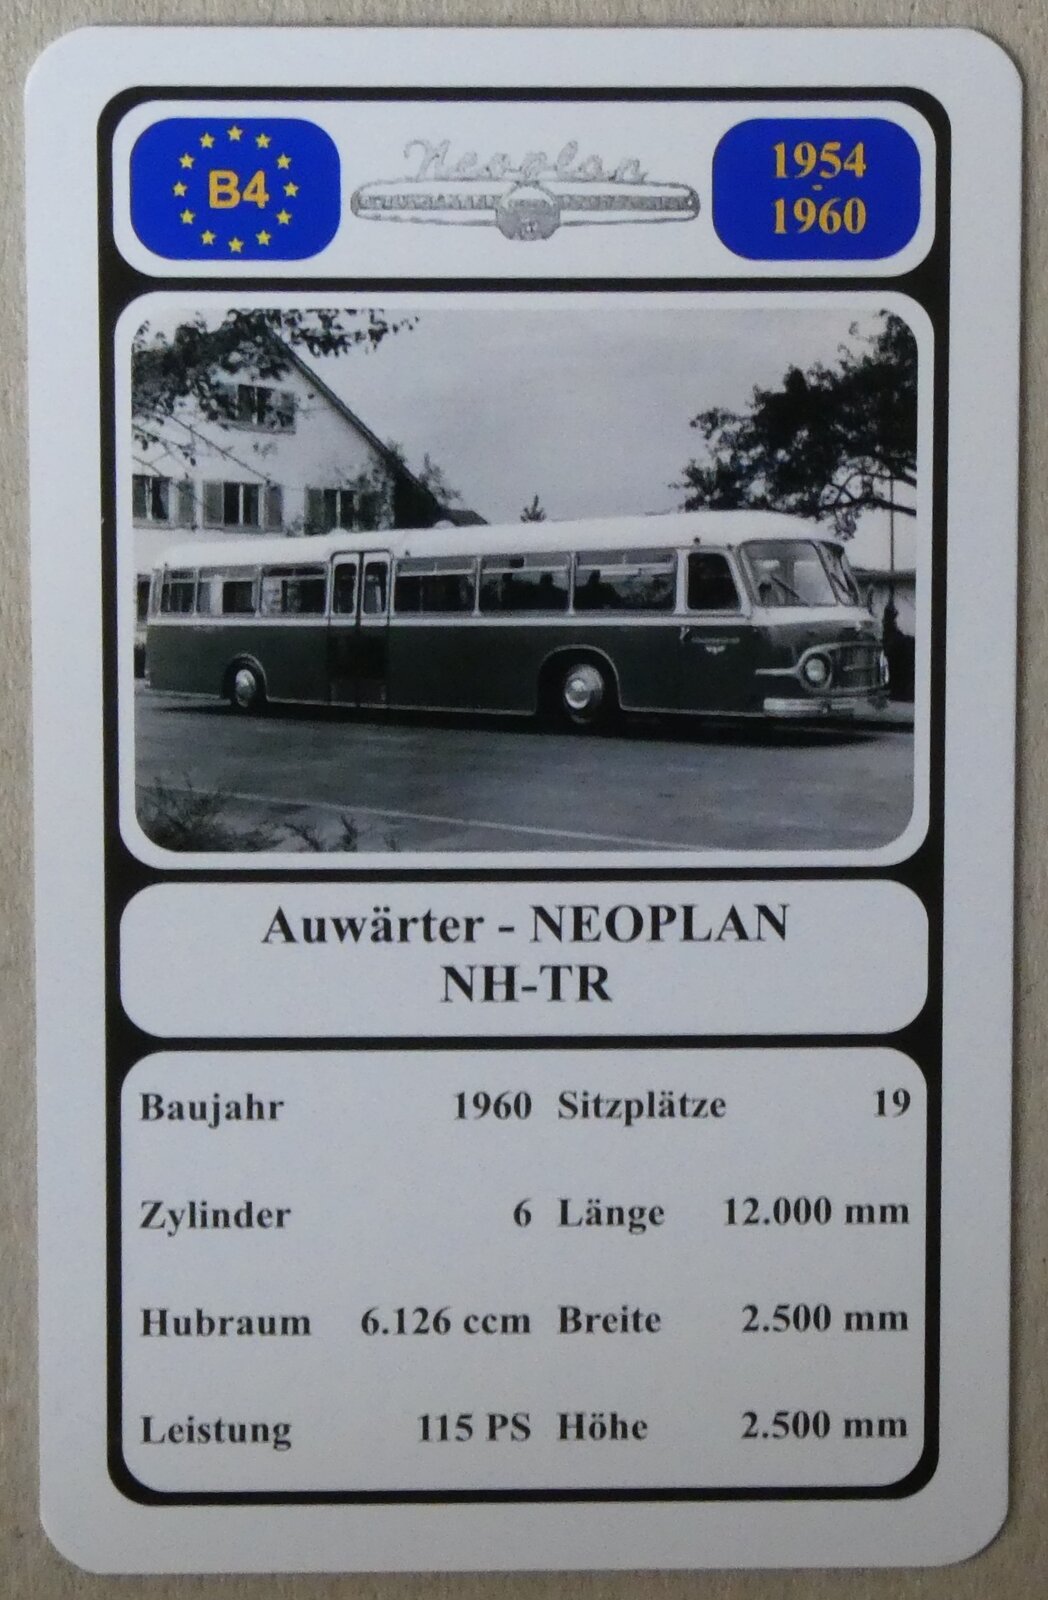 B4
Neoplan
1954
-
1960
Auwärter - NEOPLAN
NH-TR
Baujahr 1960 Sitzplätze 19
Zylinder 6 Länge 12.000 mm
Hubraum 6.126 ccm Breite 2.500 mm
Leistung 115 PS Höhe 2.500 mm